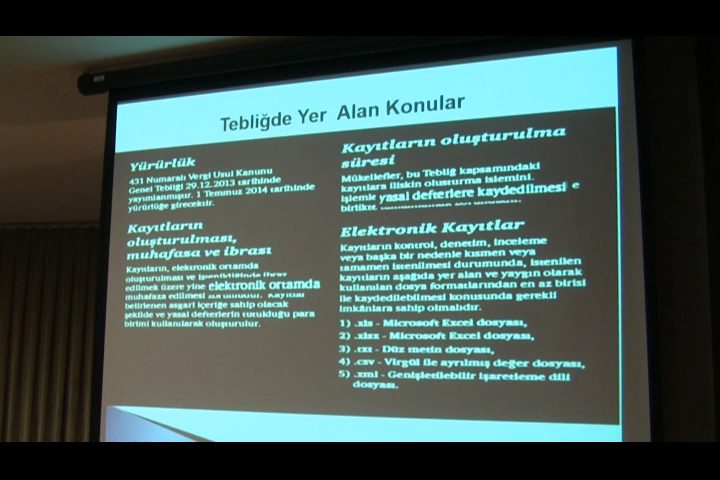 Tebliğde Yer Alan Konular
Yürürlük
431 Numaralı Vergi Usul Kanunu
Genel Tebliği 29.12.2013 tarihinde
yayımlanmıştır. 1 Temmuz 2014 tarihinde
yürürlüğe girecektir.
Kayıtların
oluşturulması,
muhafaza ve ibrası
Kayıtların, elektronik ortamda
oluşturulması ve istenildiğinde ibraz
edilmek üzere yine elektronik ortamda
muhafaza edilmesi zorunludur. Kayıtlar
belirlenen asgari içeriğe sahip olacak
şekilde ve yasal defterlerin tutulduğu para
birimi kullanılarak oluşturulur.
Kayıtların oluşturulma
süresi
Mükellefler, bu Tebliğ kapsamındaki
kayıtlara ilişkin oluşturma işlemini,
işlemle yasal defterlere kaydedilmesi e
birlikte
Elektronik Kayıtlar
Kayıtların kontrol, denetim, inceleme
veya başka bir nedenle kısmen veya
tamamen istenilmesi durumunda, istenilen
kayıtların aşağıda yer alan ve yaygın olarak
kullanılan dosya formatlarından en az birisi
ile kaydedilebilmesi konusunda gerekli
imkânlara sahip olmalıdır.
1) .xls - Microsoft Excel dosyası,
2) .xlsx - Microsoft Excel dosyası,
3) .txt - Düz metin dosyası,
4) .csv - Virgül ile ayrılmış değer dosyası,
5) .xml - Genişletilebilir işaretleme dili
dosyası.